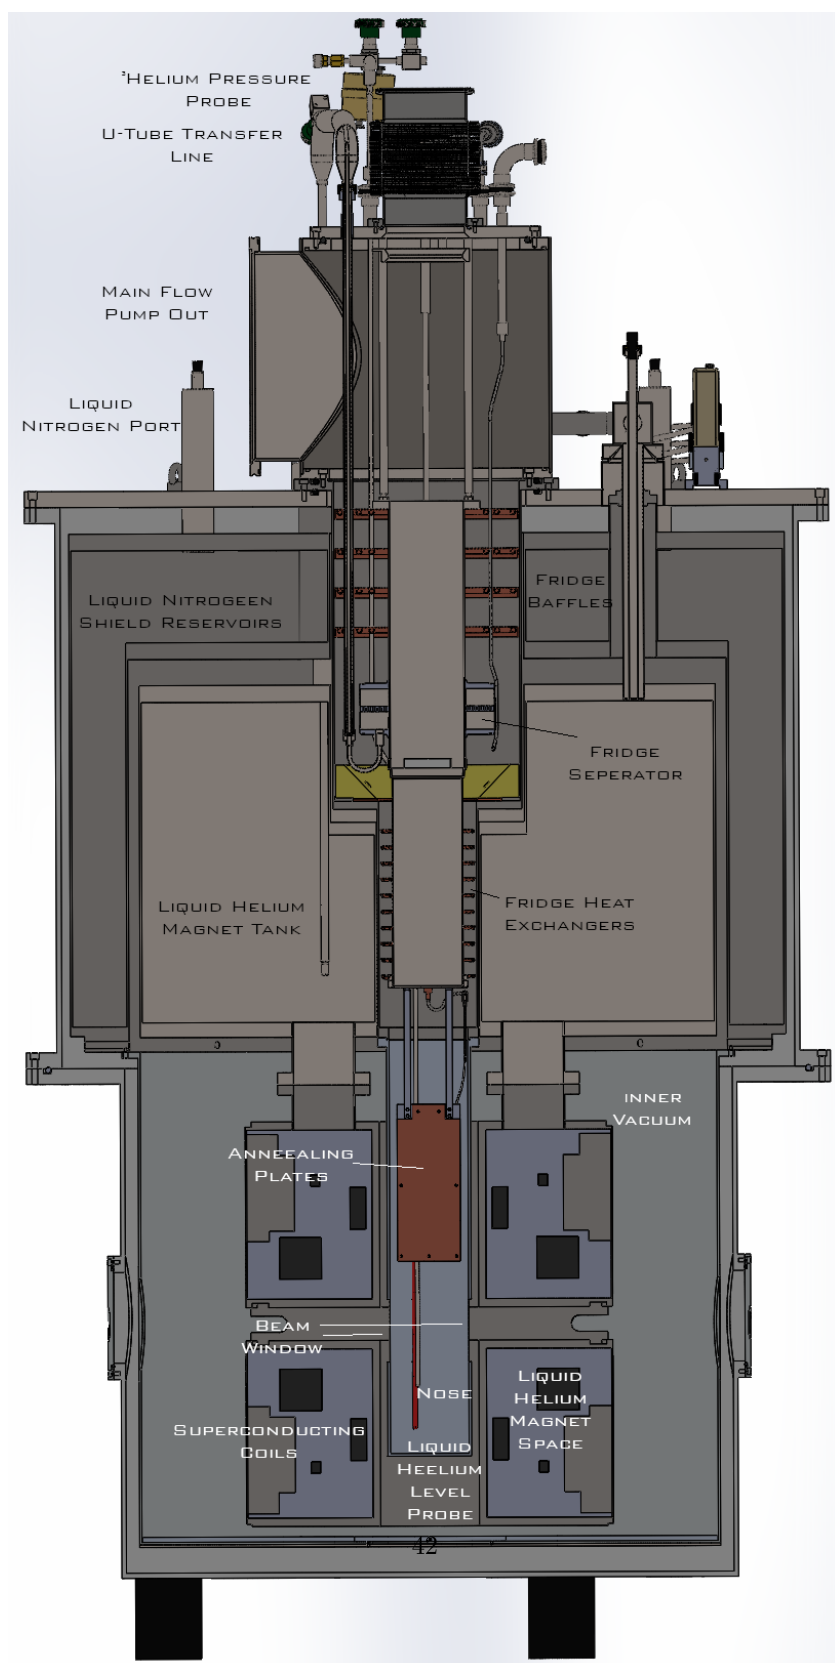 ³Helium Pressure
Probe
U-Tube Transfer
Line
Main Flow
Pump Out
Liquid
Nitrogen Port
Liquid Nitrogeen
Shield Reservoirs
Fridge
Baffles
Fridge
Seperator
Liquid Helium
Magnet Tank
Fridge Heat
Exchangers
inner
Vacuum
Anneealing
Plates
Beam
Window
Nose
Liquid
Helium
Magnet
Space
Superconducting
Coils
Liquid
Heelium
Level
Probe
42